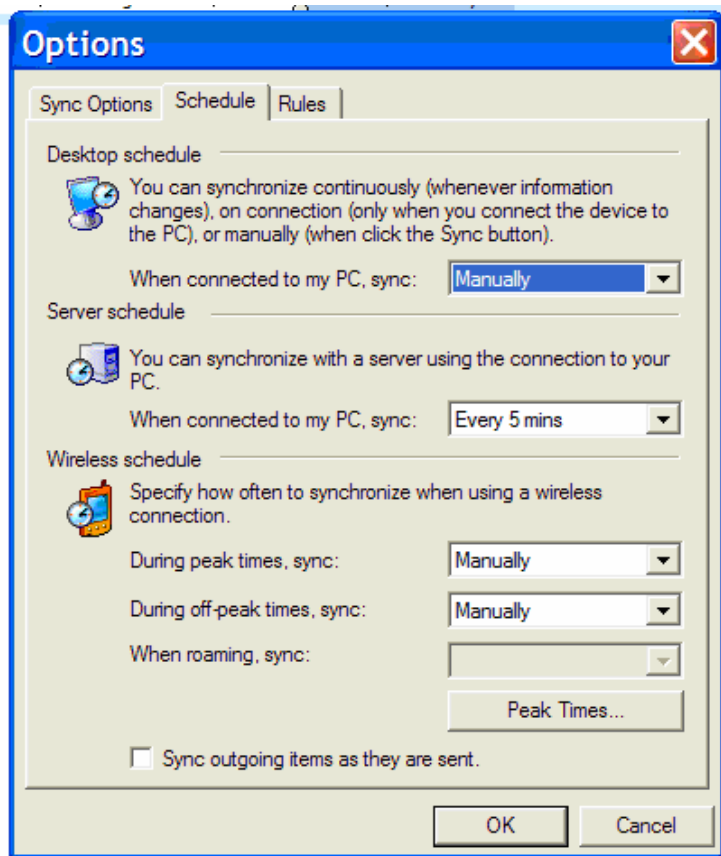 Options
Sync Options Schedule Rules
Desktop schedule
You can synchronize continuously (whenever information
changes), on connection (only when you connect the device to
the PC), or manually (when click the Sync button).
When connected to my PC, sync: Manually
Server schedule
You can synchronize with a server using the connection to your
PC.
When connected to my PC, sync: Every 5 mins
Wireless schedule
Specify how often to synchronize when using a wireless
connection.
During peak times, sync: Manually
During off-peak times, sync: Manually
When roaming, sync:
Peak Times...
Sync outgoing items as they are sent.
OK Cancel